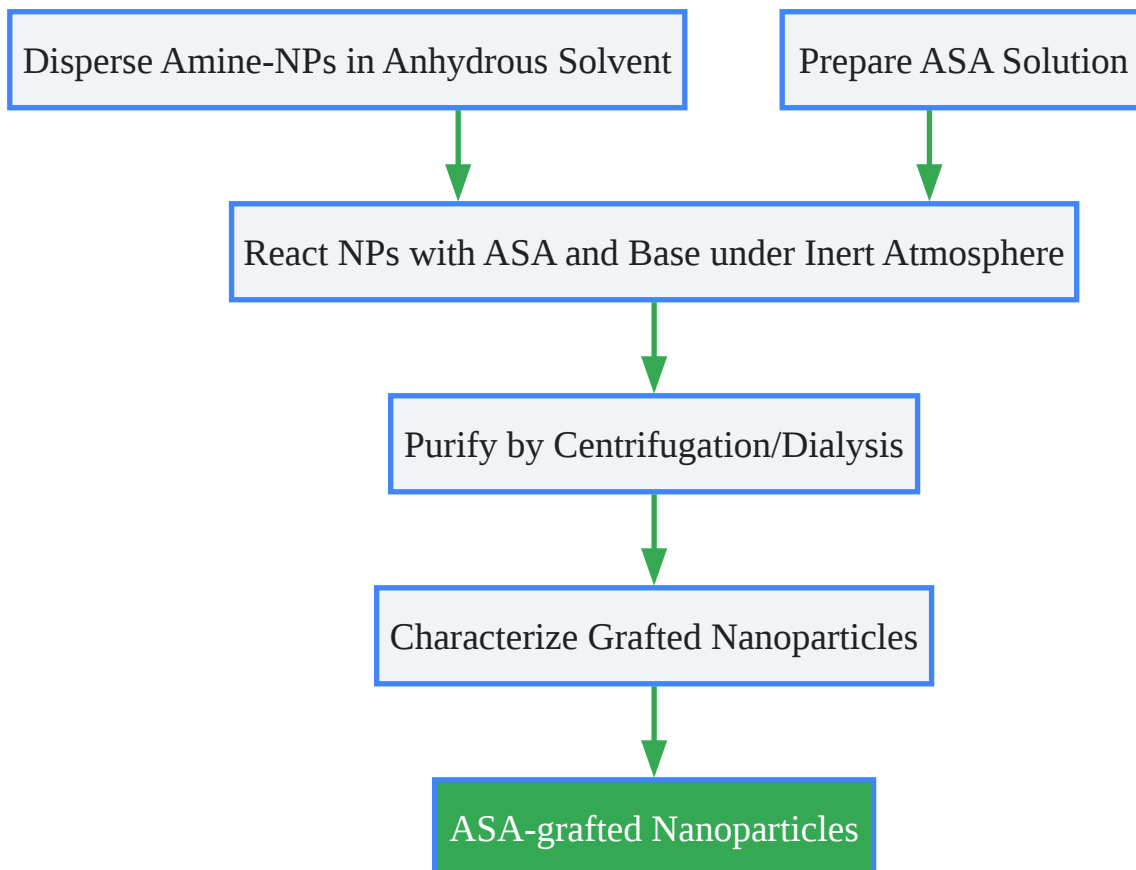 Disperse Amine-NPs in Anhydrous Solvent
Prepare ASA Solution
React NPs with ASA and Base under Inert Atmosphere
Purify by Centrifugation/Dialysis
Characterize Grafted Nanoparticles
ASA-grafted Nanoparticles